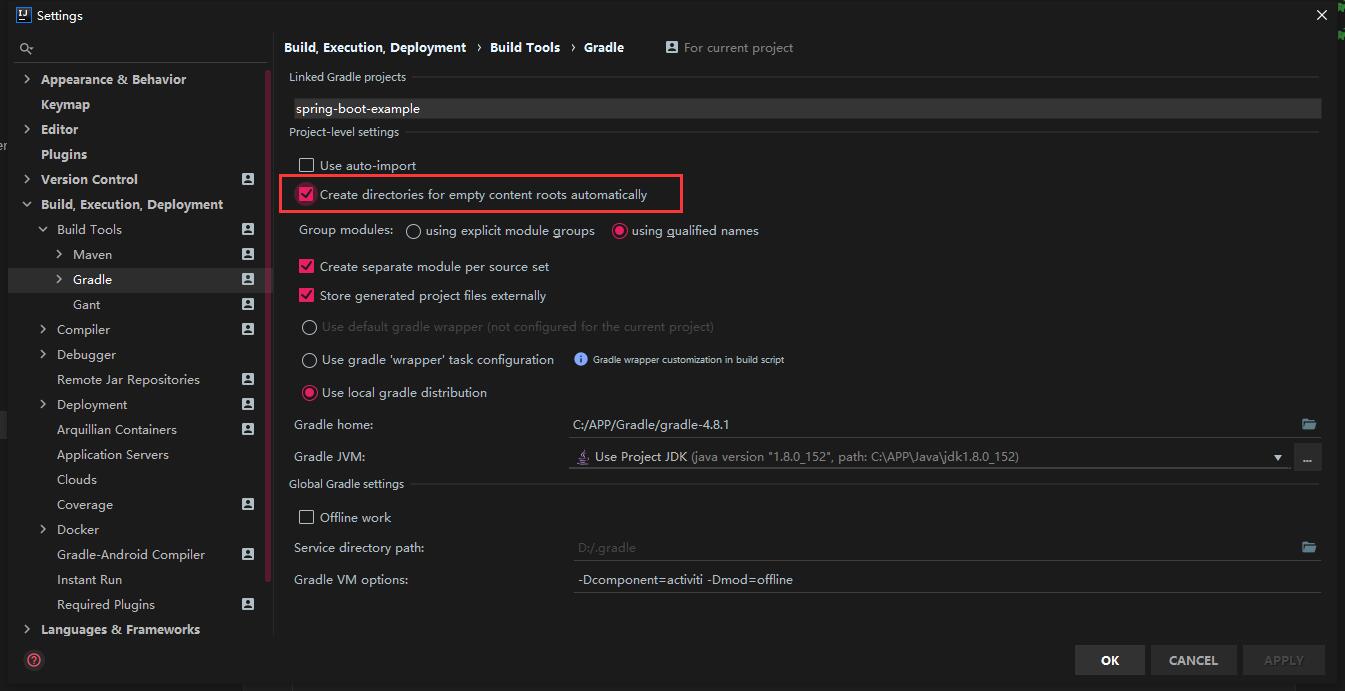 IJ Settings
Appearance & Behavior
Keymap
Editor
Plugins
Version Control
Build, Execution, Deployment
Build Tools
Maven
Gradle
Gant
Compiler
Debugger
Remote Jar Repositories
Deployment
Arquillian Containers
Application Servers
Clouds
Coverage
Docker
Gradle-Android Compiler
Instant Run
Required Plugins
Languages & Frameworks
?
Build, Execution, Deployment › Build Tools › Gradle For current project
Linked Gradle projects
spring-boot-example
Project-level settings
Use auto-import
Create directories for empty content roots automatically
Group modules: using explicit module groups using qualified names
Create separate module per source set
Store generated project files externally
Use default gradle wrapper (not configured for the current project)
Use gradle 'wrapper' task configuration Gradle wrapper customization in build script
Use local gradle distribution
Gradle home: C:/APP/Gradle/gradle-4.8.1
Gradle JVM: Use Project JDK (java version "1.8.0_152", path: C:\APP\Java\jdk1.8.0_152) ...
Global Gradle settings
Offline work
Service directory path: D:/.gradle
Gradle VM options: -Dcomponent=activiti -Dmod=offline
OK CANCEL APPLY